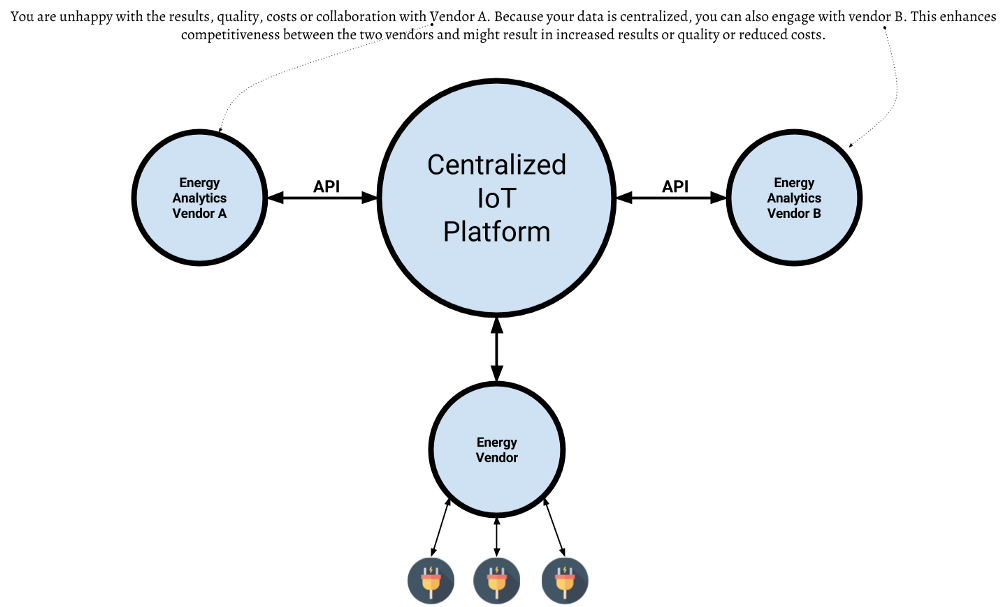 You are unhappy with the results, quality, costs or collaboration with Vendor A. Because your data is centralized, you can also engage with vendor B. This enhances
competitiveness between the two vendors and might result in increased results or quality or reduced costs.
Energy
Analytics
Vendor A
API
Centralized
IoT
Platform
API
Energy
Analytics
Vendor B
Energy
Vendor